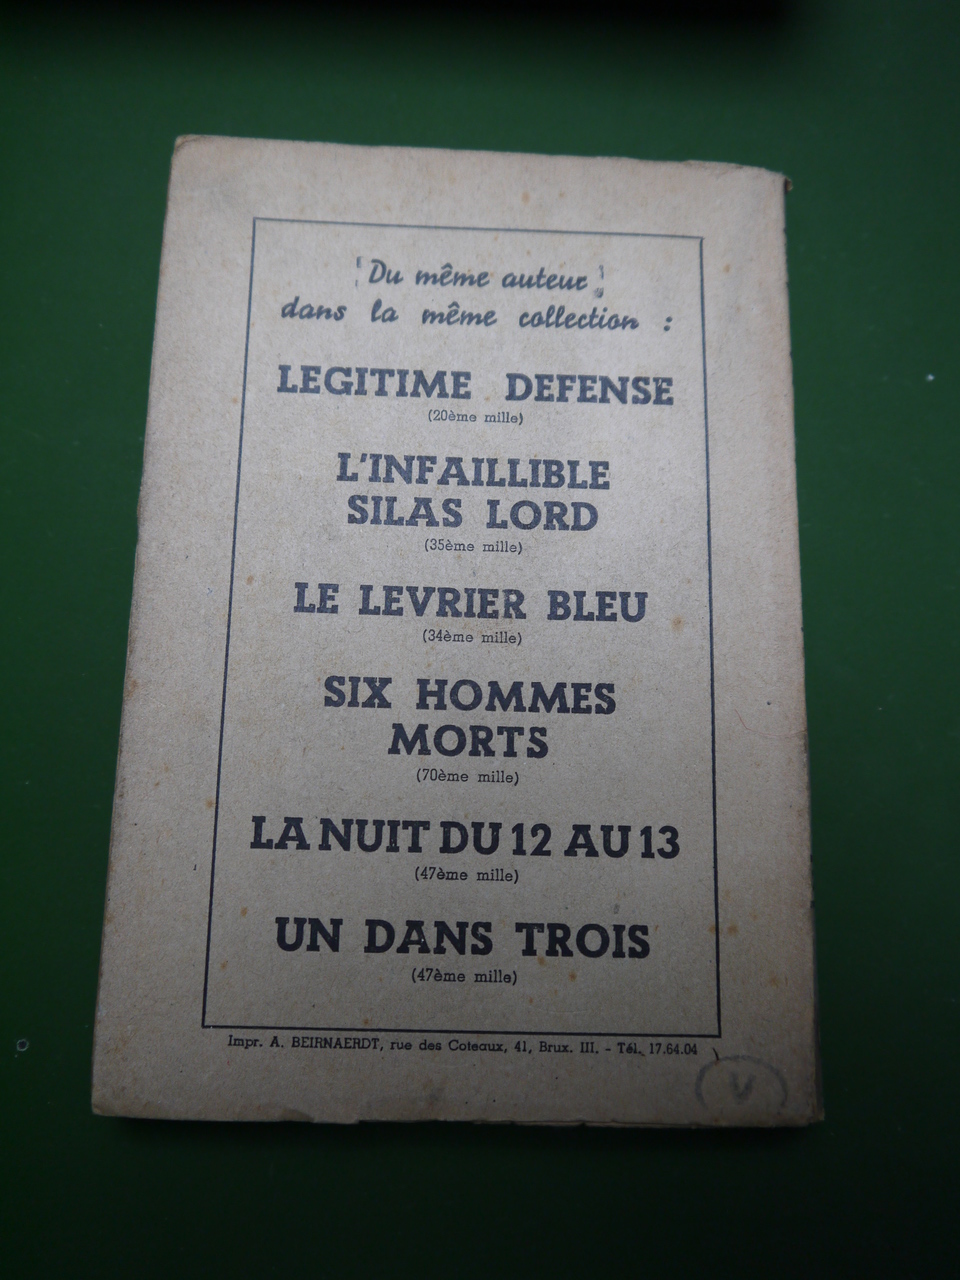 Du même auteur
dans la même collection :
LEGITIME DEFENSE
(20ème mille)
L'INFAILLIBLE
SILAS LORD
(35ème mille)
LE LEVRIER BLEU
(34ème mille)
SIX HOMMES
MORTS
(70ème mille)
LA NUIT DU 12 AU 13
(47ème mille)
UN DANS TROIS
(47ème mille)
Impr. A. BEIRNAERDT, rue des Coteaux, 41, Brux. III. - Tél. 17.64.04
V